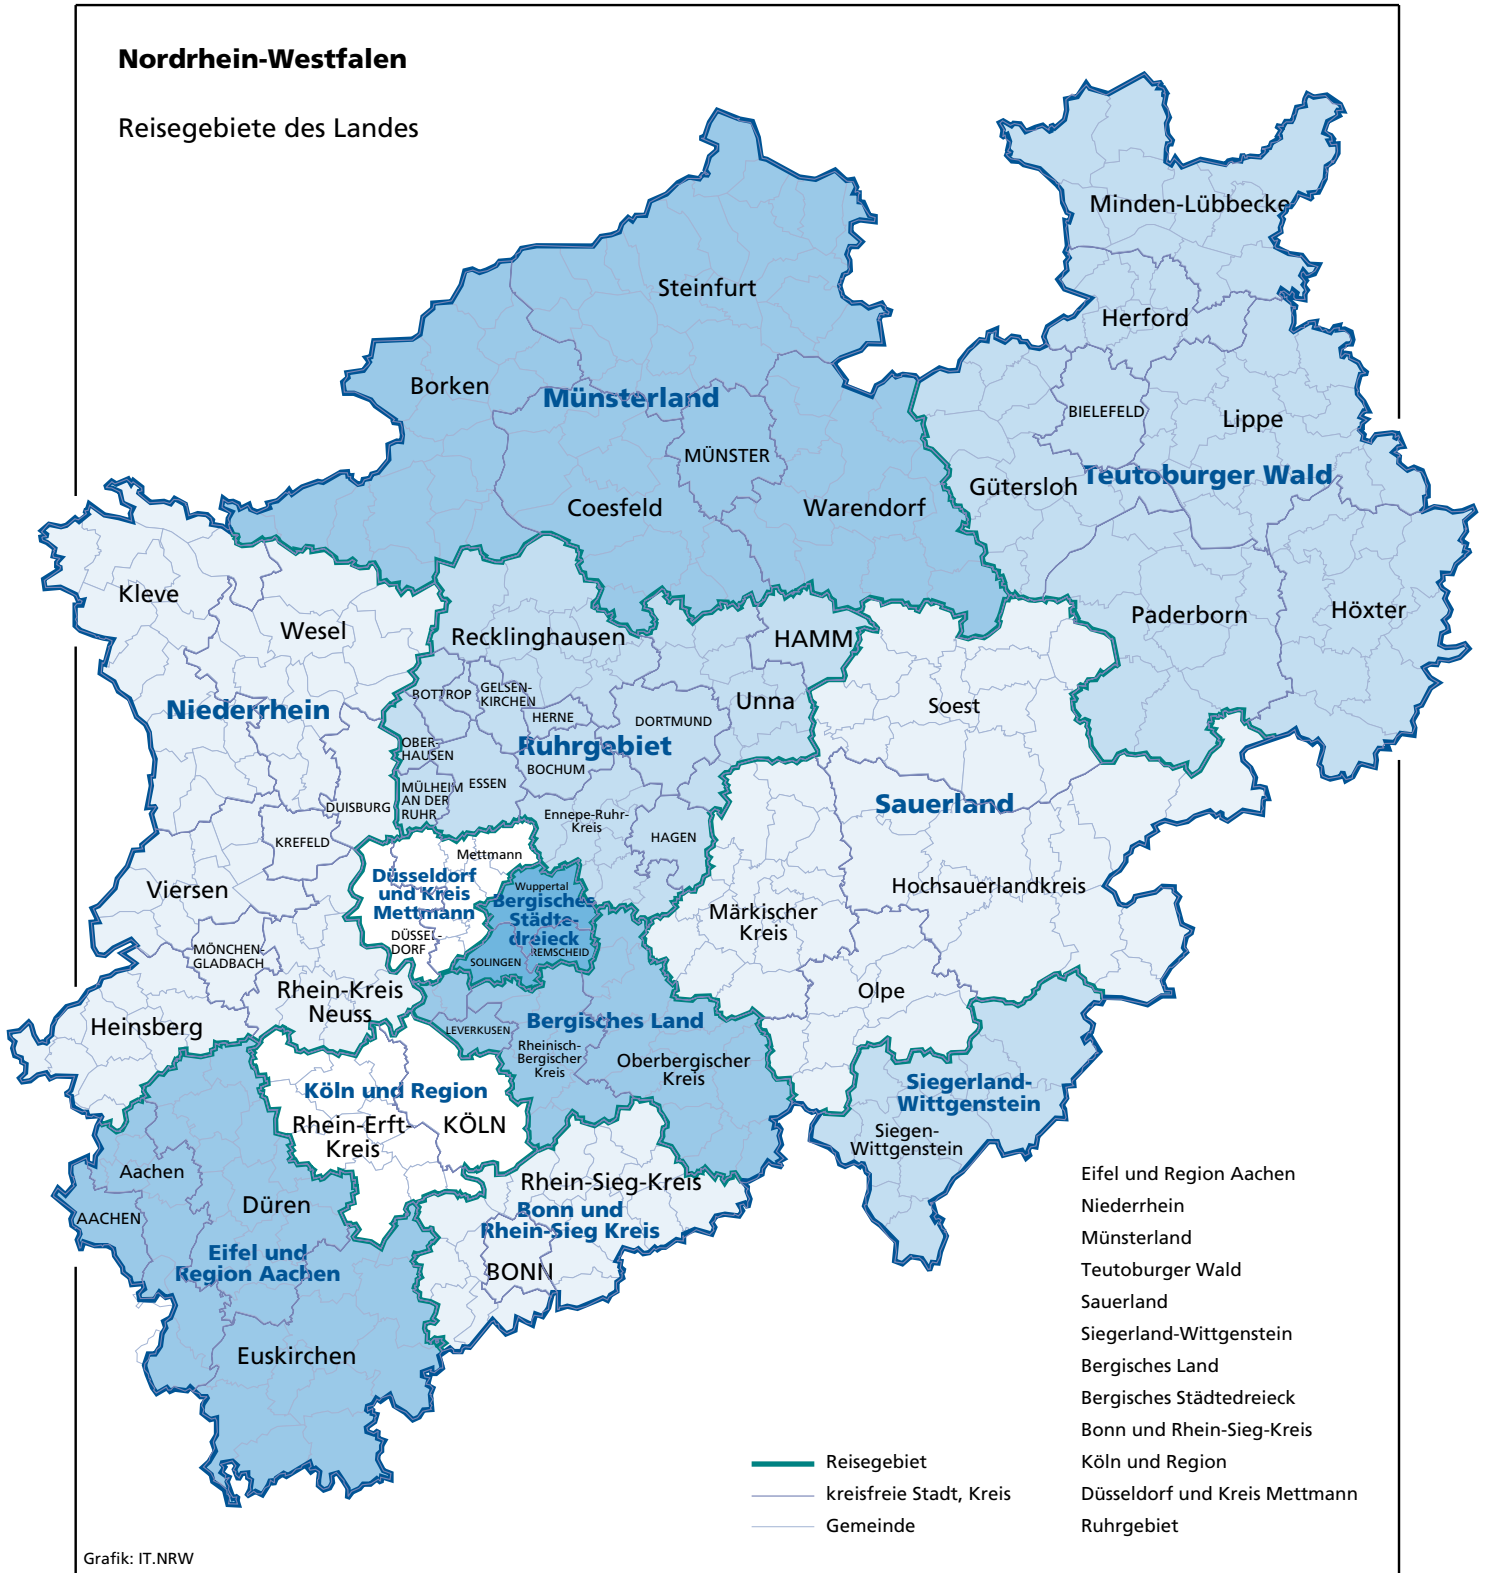 Nordrhein-Westfalen
Reisegebiete des Landes
Minden-Lübbecke
Steinfurt
Herford
Borken
Münsterland
BIELEFELD
Lippe
MÜNSTER
Teutoburger Wald
Gütersloh
Coesfeld
Warendorf
Kleve
Wesel
Recklinghausen
HAMM
Paderborn
Höxter
Niederrhein
BOTTROP
GELSEN-
KIRCHEN
HERNE
DORTMUND
Unna
Soest
OBER-
HAUSEN
Ruhrgebiet
BOCHUM
ESSEN
MÜLHEIM
AN DER
RUHR
DUISBURG
Ennepe-Ruhr-
Kreis
HAGEN
Sauerland
KREFELD
Mettmann
Düsseldorf
und Kreis
Mettmann
Viersen
Wuppertal
Bergisches
Städte-
dreieck
Hochsauerlandkreis
Märkischer
Kreis
DÜSSEL-
DORF
SOLINGEN
REMSCHEID
MÖNCHEN-
GLADBACH
Rhein-Kreis
Neuss
Olpe
Heinsberg
LEVERKUSEN
Bergisches Land
Rheinisch-
Bergischer
Kreis
Oberbergischer
Kreis
Köln und Region
Siegerland-
Wittgenstein
Rhein-Erft-
Kreis
KÖLN
Siegen-
Wittgenstein
Aachen
Düren
AACHEN
Rhein-Sieg-Kreis
Bonn und
Rhein-Sieg Kreis
Eifel und
Region Aachen
BONN
Euskirchen
Eifel und Region Aachen
Niederrhein
Münsterland
Teutoburger Wald
Sauerland
Siegerland-Wittgenstein
Bergisches Land
Bergisches Städtedreieck
Bonn und Rhein-Sieg-Kreis
Köln und Region
Düsseldorf und Kreis Mettmann
Ruhrgebiet
Reisegebiet
kreisfreie Stadt, Kreis
Gemeinde
Grafik: IT.NRW